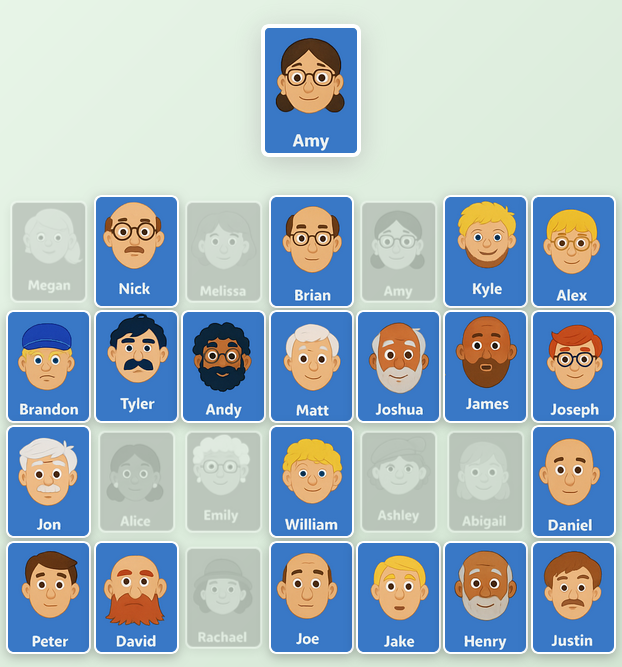 Amy
Megan
Nick
Melissa
Brian
Amy
Kyle
Alex
Brandon
Tyler
Andy
Matt
Joshua
James
Joseph
Jon
Alice
Emily
William
Ashley
Abigail
Daniel
Peter
David
Rachael
Joe
Jake
Henry
Justin